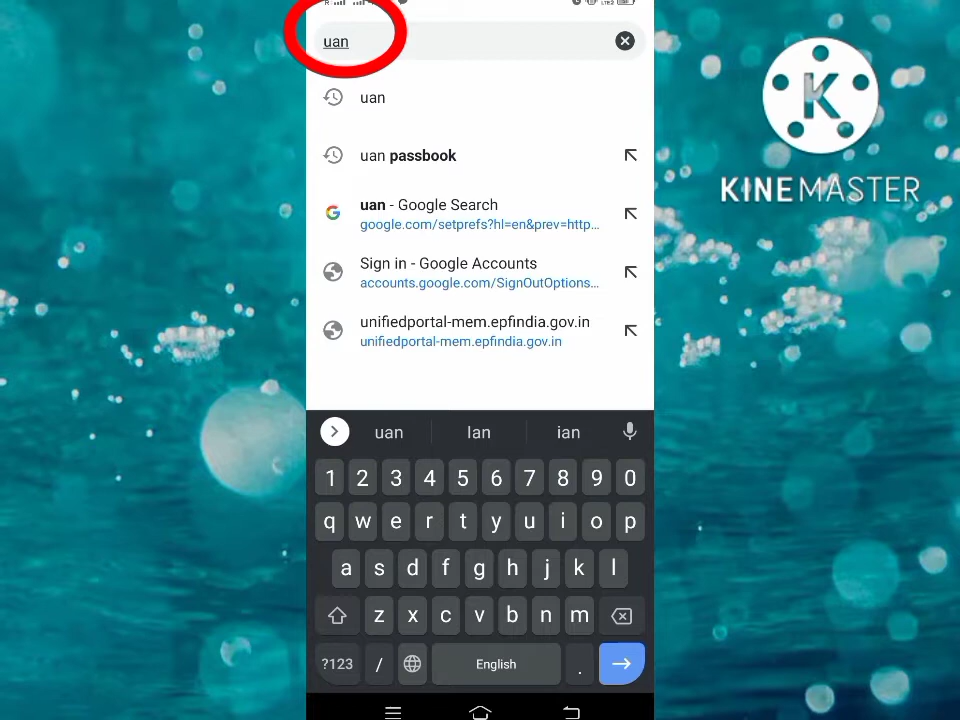 uan
uan
uan passbook
uan - Google Search
google.com/setprefs?hl=en&prev=http...
Sign in - Google Accounts
accounts.google.com/SignOutOptions...
unifiedportal-mem.epfindia.gov.in
unifiedportal-mem.epfindia.gov.in
uan Ian ian
1 2 3 4 5 6 7 8 9 0
q w e r t y u i o p
a s d f g h j k l
z x c v b n m
?123 / English .
K
KINEMASTER